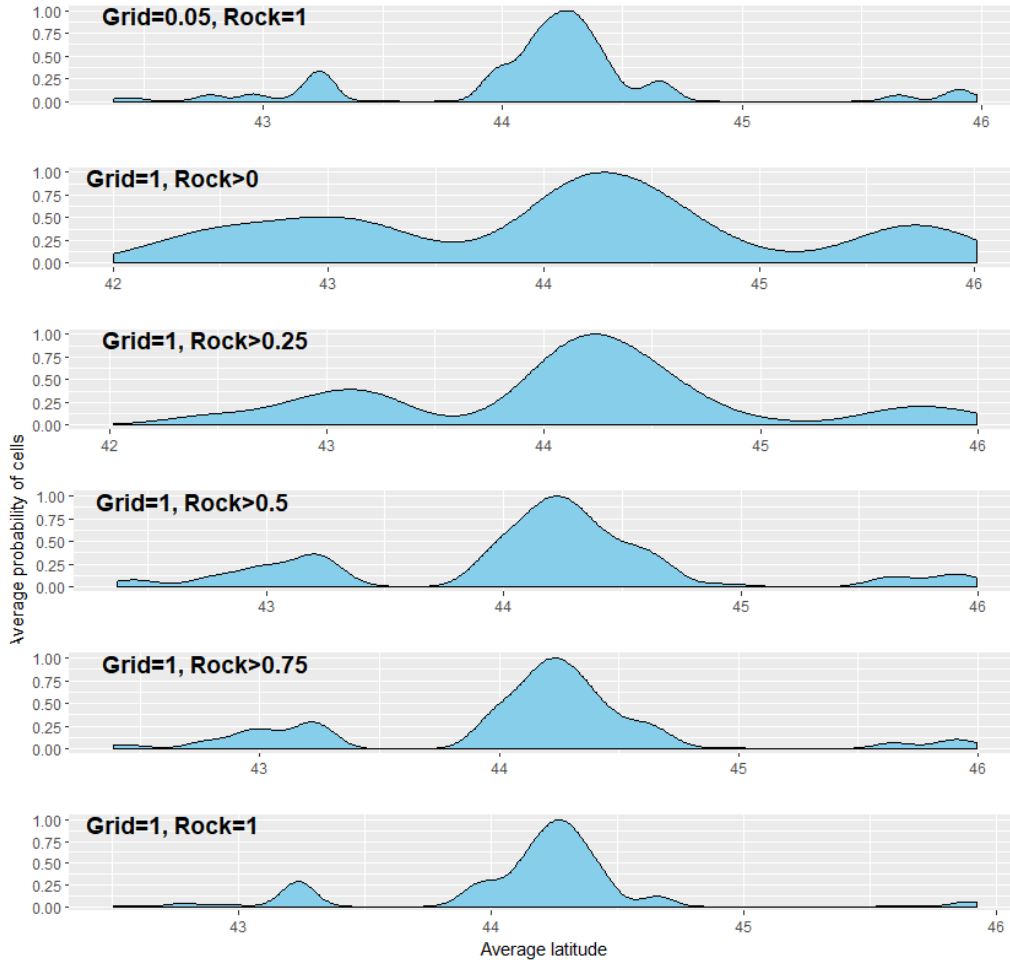 Grid=0.05, Rock=1
1.00
0.75
0.50
0.25
0.00
43 44 45 46
Grid=1, Rock>0
1.00
0.75
0.50
0.25
0.00
42 43 44 45 46
Grid=1, Rock>0.25
1.00
0.75
0.50
0.25
0.00
42 43 44 45 46
Average probability of cells
Grid=1, Rock>0.5
1.00
0.75
0.50
0.25
0.00
43 44 45 46
Grid=1, Rock>0.75
1.00
0.75
0.50
0.25
0.00
43 44 45 46
Grid=1, Rock=1
1.00
0.75
0.50
0.25
0.00
43 44 45 46
Average latitude